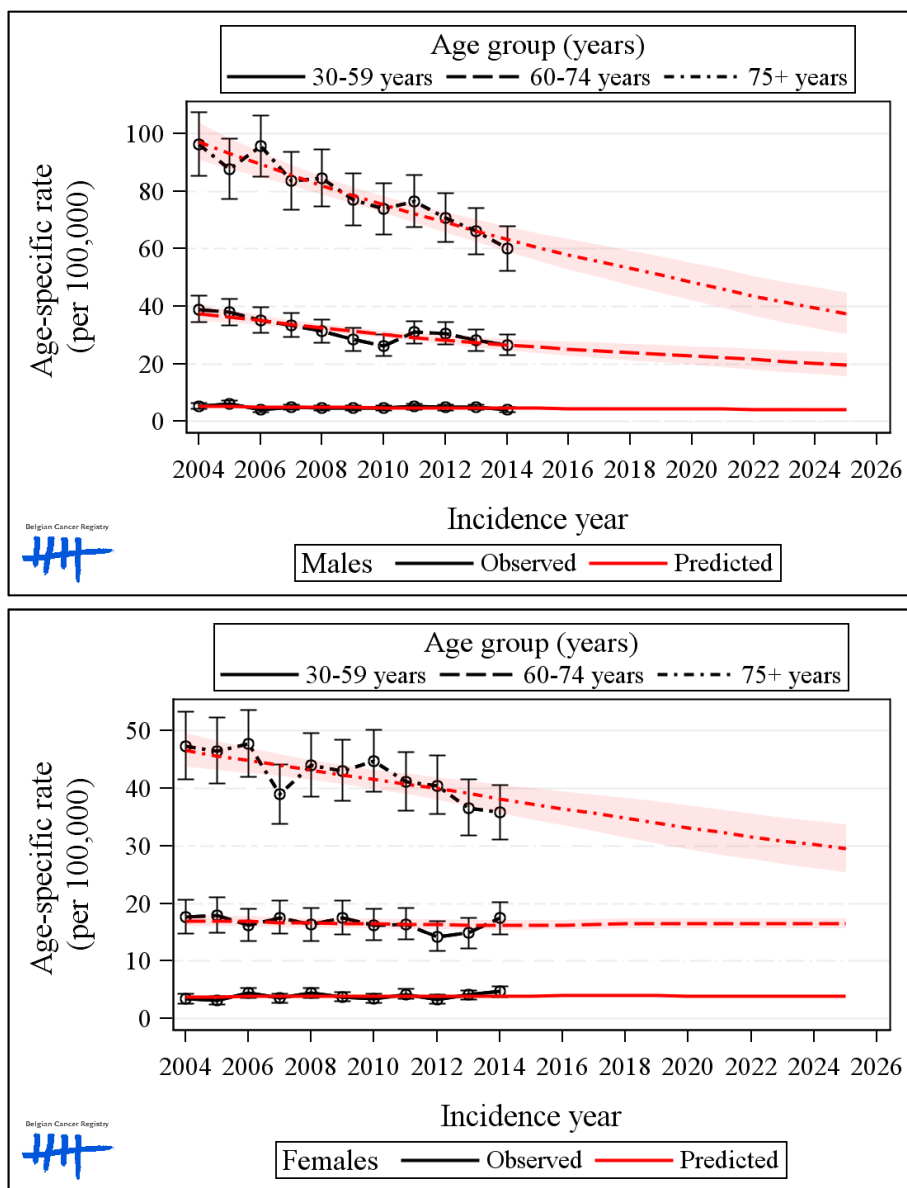 Age group (years)
30-59 years 60-74 years 75+ years
Age-specific rate
(per 100,000)
100
80
60
40
20
0
2004 2006 2008 2010 2012 2014 2016 2018 2020 2022 2024 2026
Incidence year
Belgian Cancer Registry
Males Observed Predicted
Age group (years)
30-59 years 60-74 years 75+ years
Age-specific rate
(per 100,000)
50
40
30
20
10
0
2004 2006 2008 2010 2012 2014 2016 2018 2020 2022 2024 2026
Incidence year
Belgian Cancer Registry
Females Observed Predicted